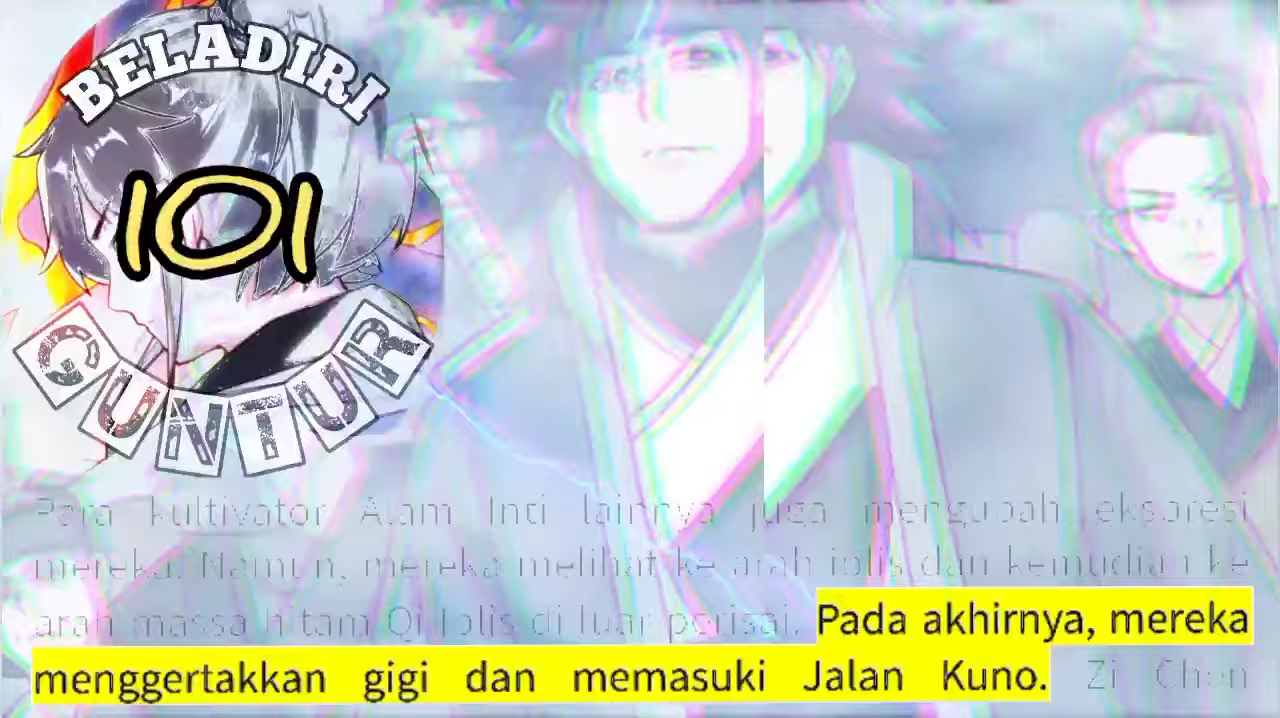 BELADIRI
101
GUNTUR
Para kultivator Alam Inti lainnya juga mengubah ekspresi
mereka. Namun, mereka melihat ke arah iblis dan kemudian ke
arah massa hitam Qi Iblis di luar perisai. Pada akhirnya, mereka
menggertakkan gigi dan memasuki Jalan Kuno. Zi Chen